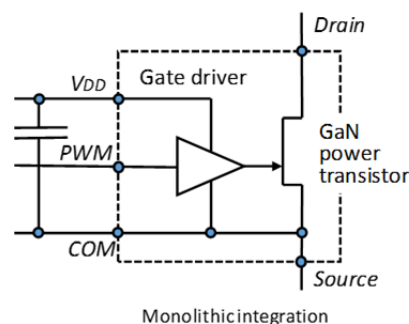 Drain
VDD
Gate driver
GaN
power
transistor
PWM
COM
Source
Monolithic integration